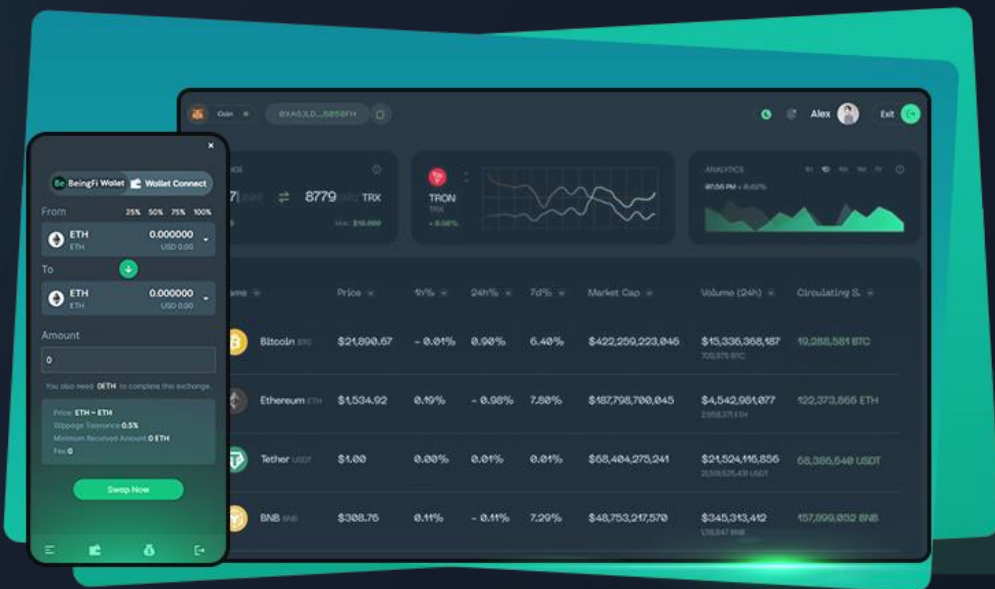 Coin
0XA63LD...6850FH
Alex
Exit
8779
TRX
TRON
TRX
ANALYTICS
07:56 PM
BeingFi Wallet
Wallet Connect
From
25% 50% 75% 100%
ETH
0.000000
ETH
USD 0.00
To
ETH
0.000000
ETH
USD 0.00
Amount
0
You also need 0ETH to complete this exchange.
Price ETH ~ ETH
Slippage Tolerance 0.5%
Minimum Received Amount 0 ETH
Fee 0
Swap Now
Price 1h% 24h% 7d% Market Cap Volume (24h) Circulating S.
Bitcoin BTC $21,890.67 - 0.01% 0.90% 6.40% $422,259,223,046 $15,336,368,187 19,288,581 BTC
Ethereum ETH $1,534.92 0.19% - 0.98% 7.80% $187,798,700,045 $4,542,981,077 122,373,866 ETH
Tether USDT $1.00 0.00% 0.01% 0.01% $68,404,275,241 $21,524,116,856 68,386,640 USDT
BNB BNB $308.76 0.11% - 0.11% 7.29% $48,753,217,570 $345,313,412 157,899,052 BNB